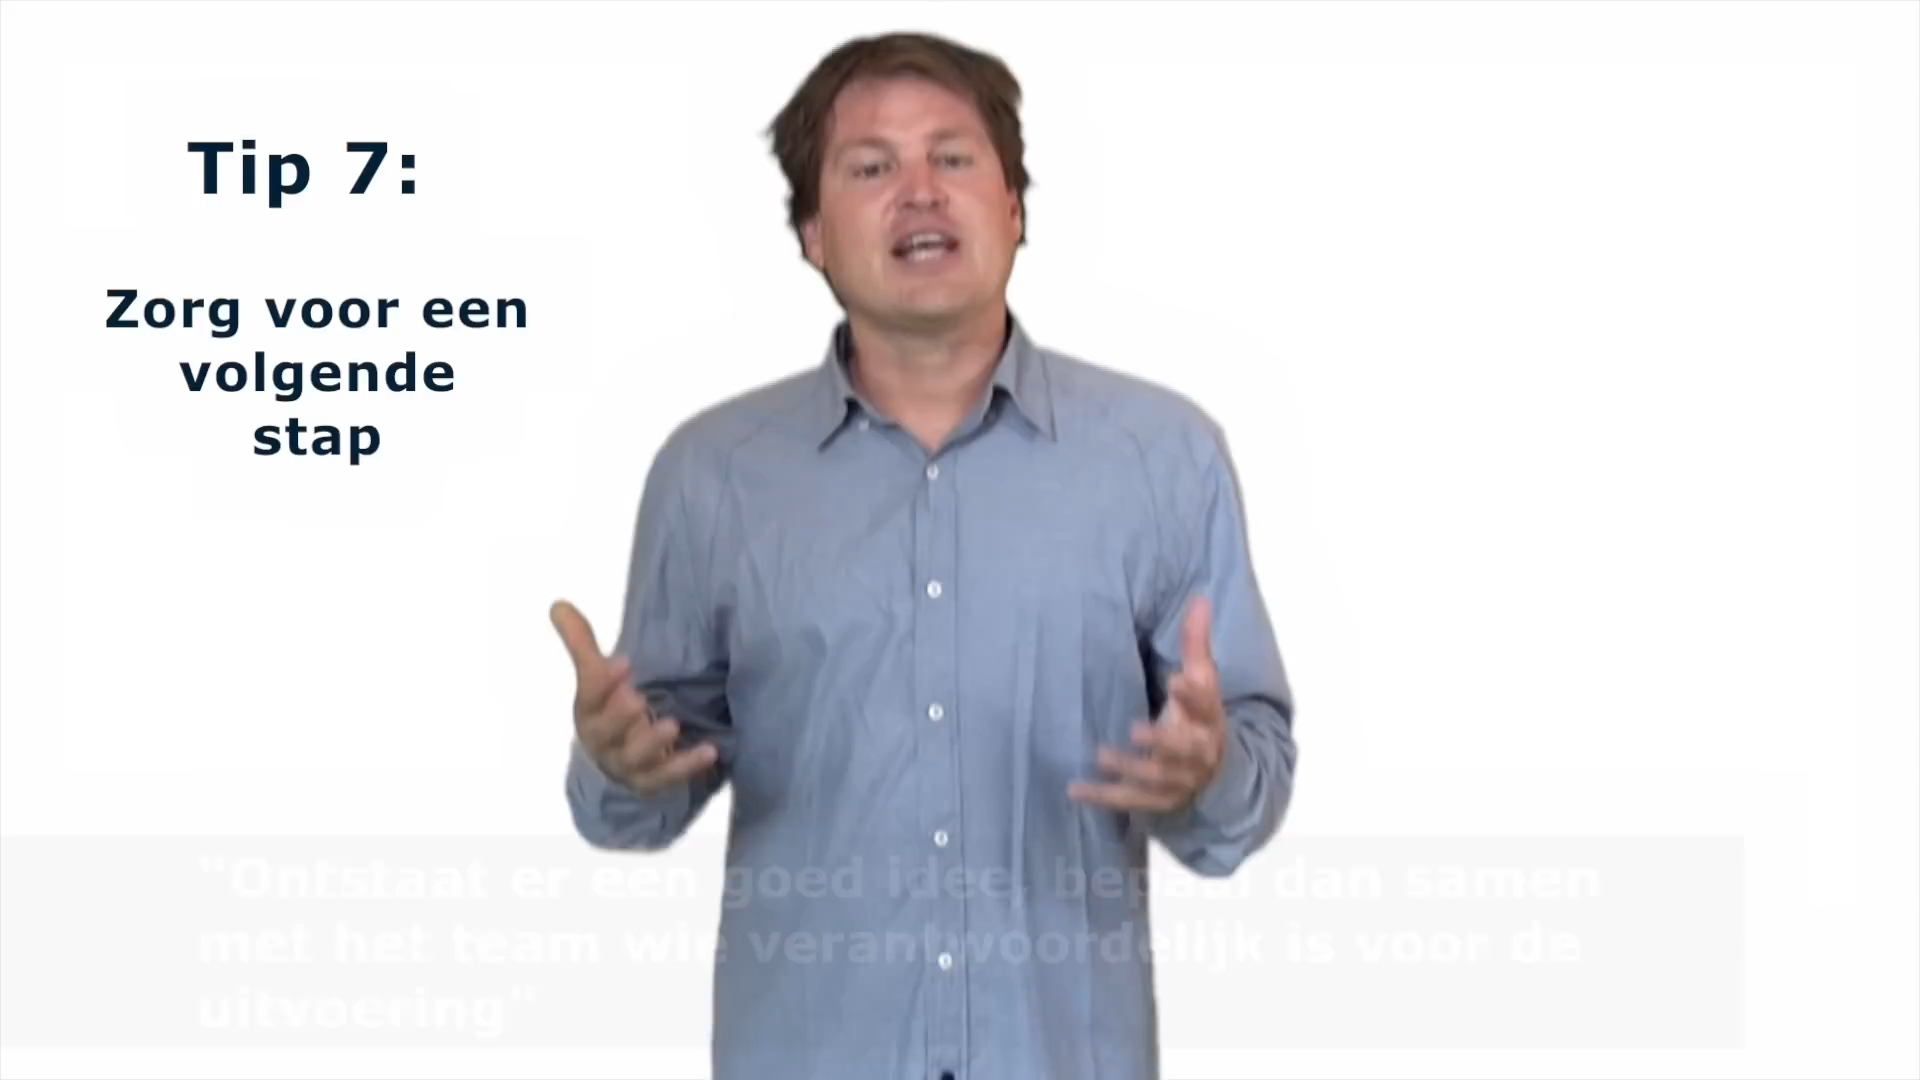 Tip 7:
Zorg voor een
volgende
stap
"Ontstaat er een goed idee, bepaal dan samen
met het team wie verantwoordelijk is voor de
uitvoering"